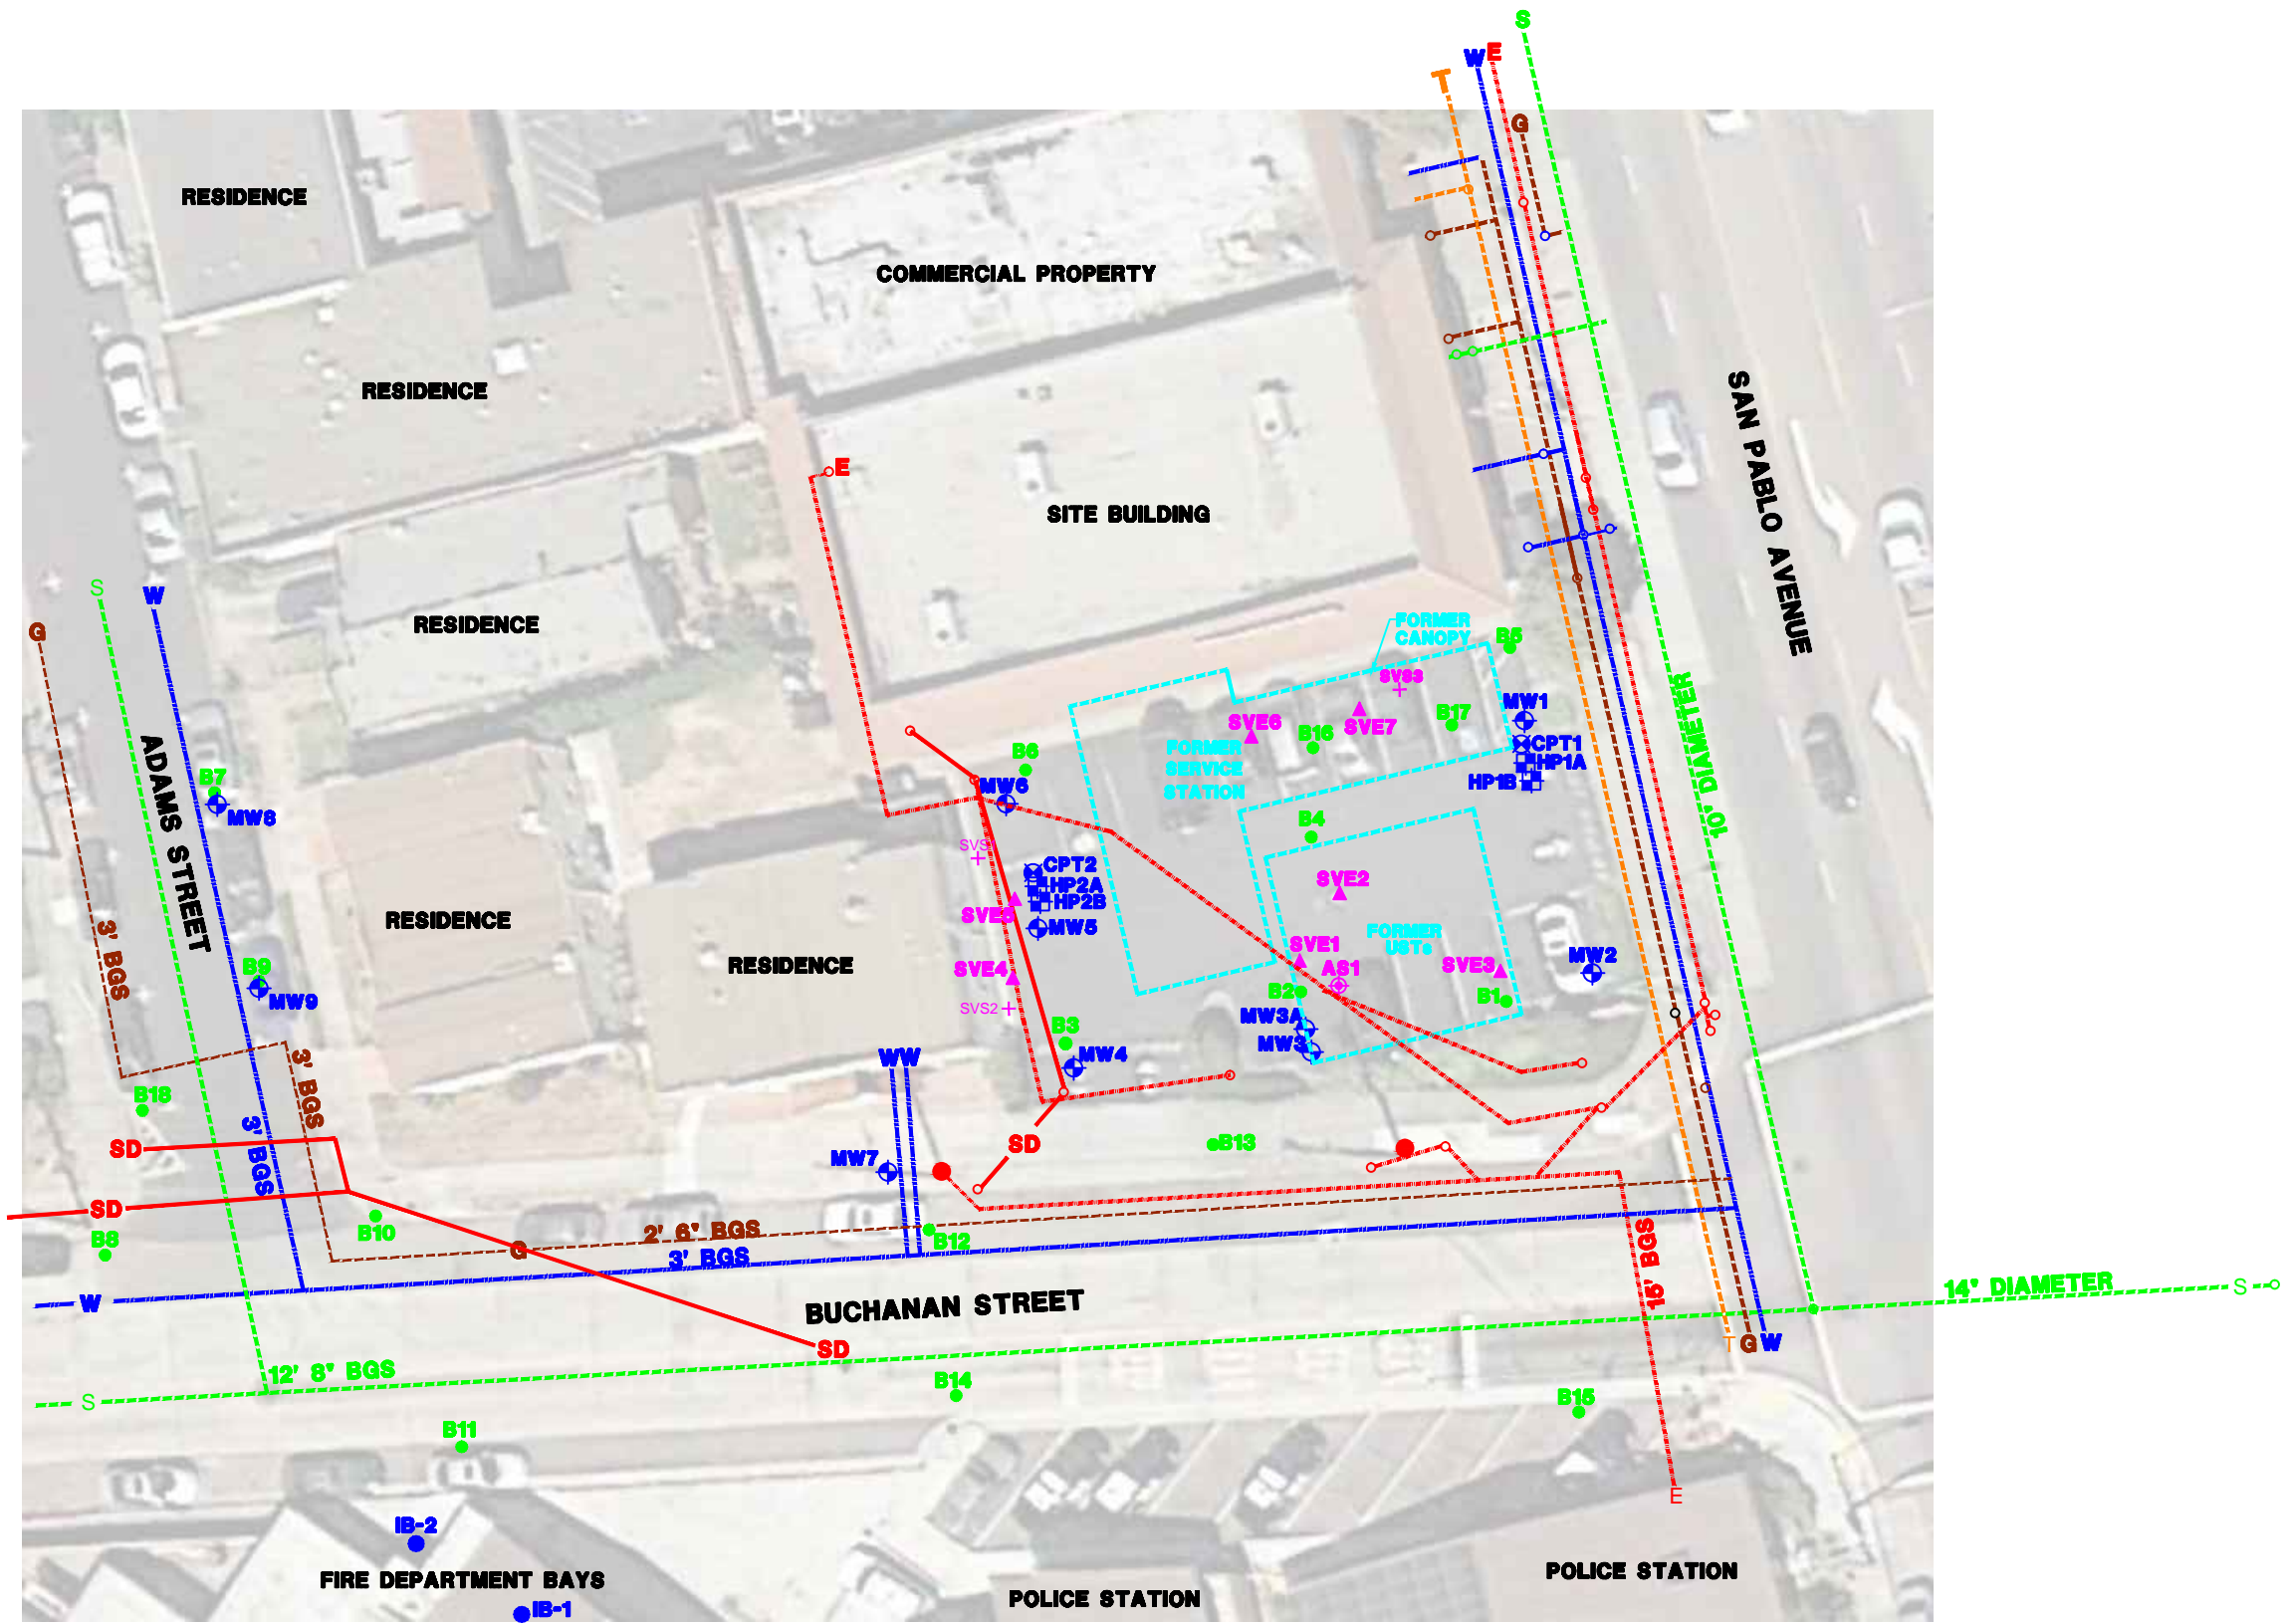 S
W
E
T
G
RESIDENCE
COMMERCIAL PROPERTY
RESIDENCE
SAN PABLO AVENUE
E
SITE BUILDING
S
W
G
RESIDENCE
FORMER
CANOPY
B5
SVS3
10" DIAMETER
MW1
B17
SVE7
SVE6
B16
CPT1
HP1A
HP1B
FORMER
SERVICE
STATION
ADAMS STREET
B7
MW8
B6
MW6
B4
SVS
CPT2
HP2A
HP2B
SVE5
MW5
SVE2
RESIDENCE
RESIDENCE
FORMER
USTs
SVE1
AS1
SVE3
MW2
3' BGS
B9
MW9
SVE4
SVS2
B2
B1
MW3A
MW3
B3
MW4
WW
3' BGS
B18
3' BGS
SD
SD
B13
MW7
SD
B8
B10
2' 6" BGS
G
3' BGS
B12
15' BGS
W
BUCHANAN STREET
14" DIAMETER
S
SD
T
G
W
12' 8" BGS
S
B14
B15
B11
E
IB-2
FIRE DEPARTMENT BAYS
IB-1
POLICE STATION
POLICE STATION